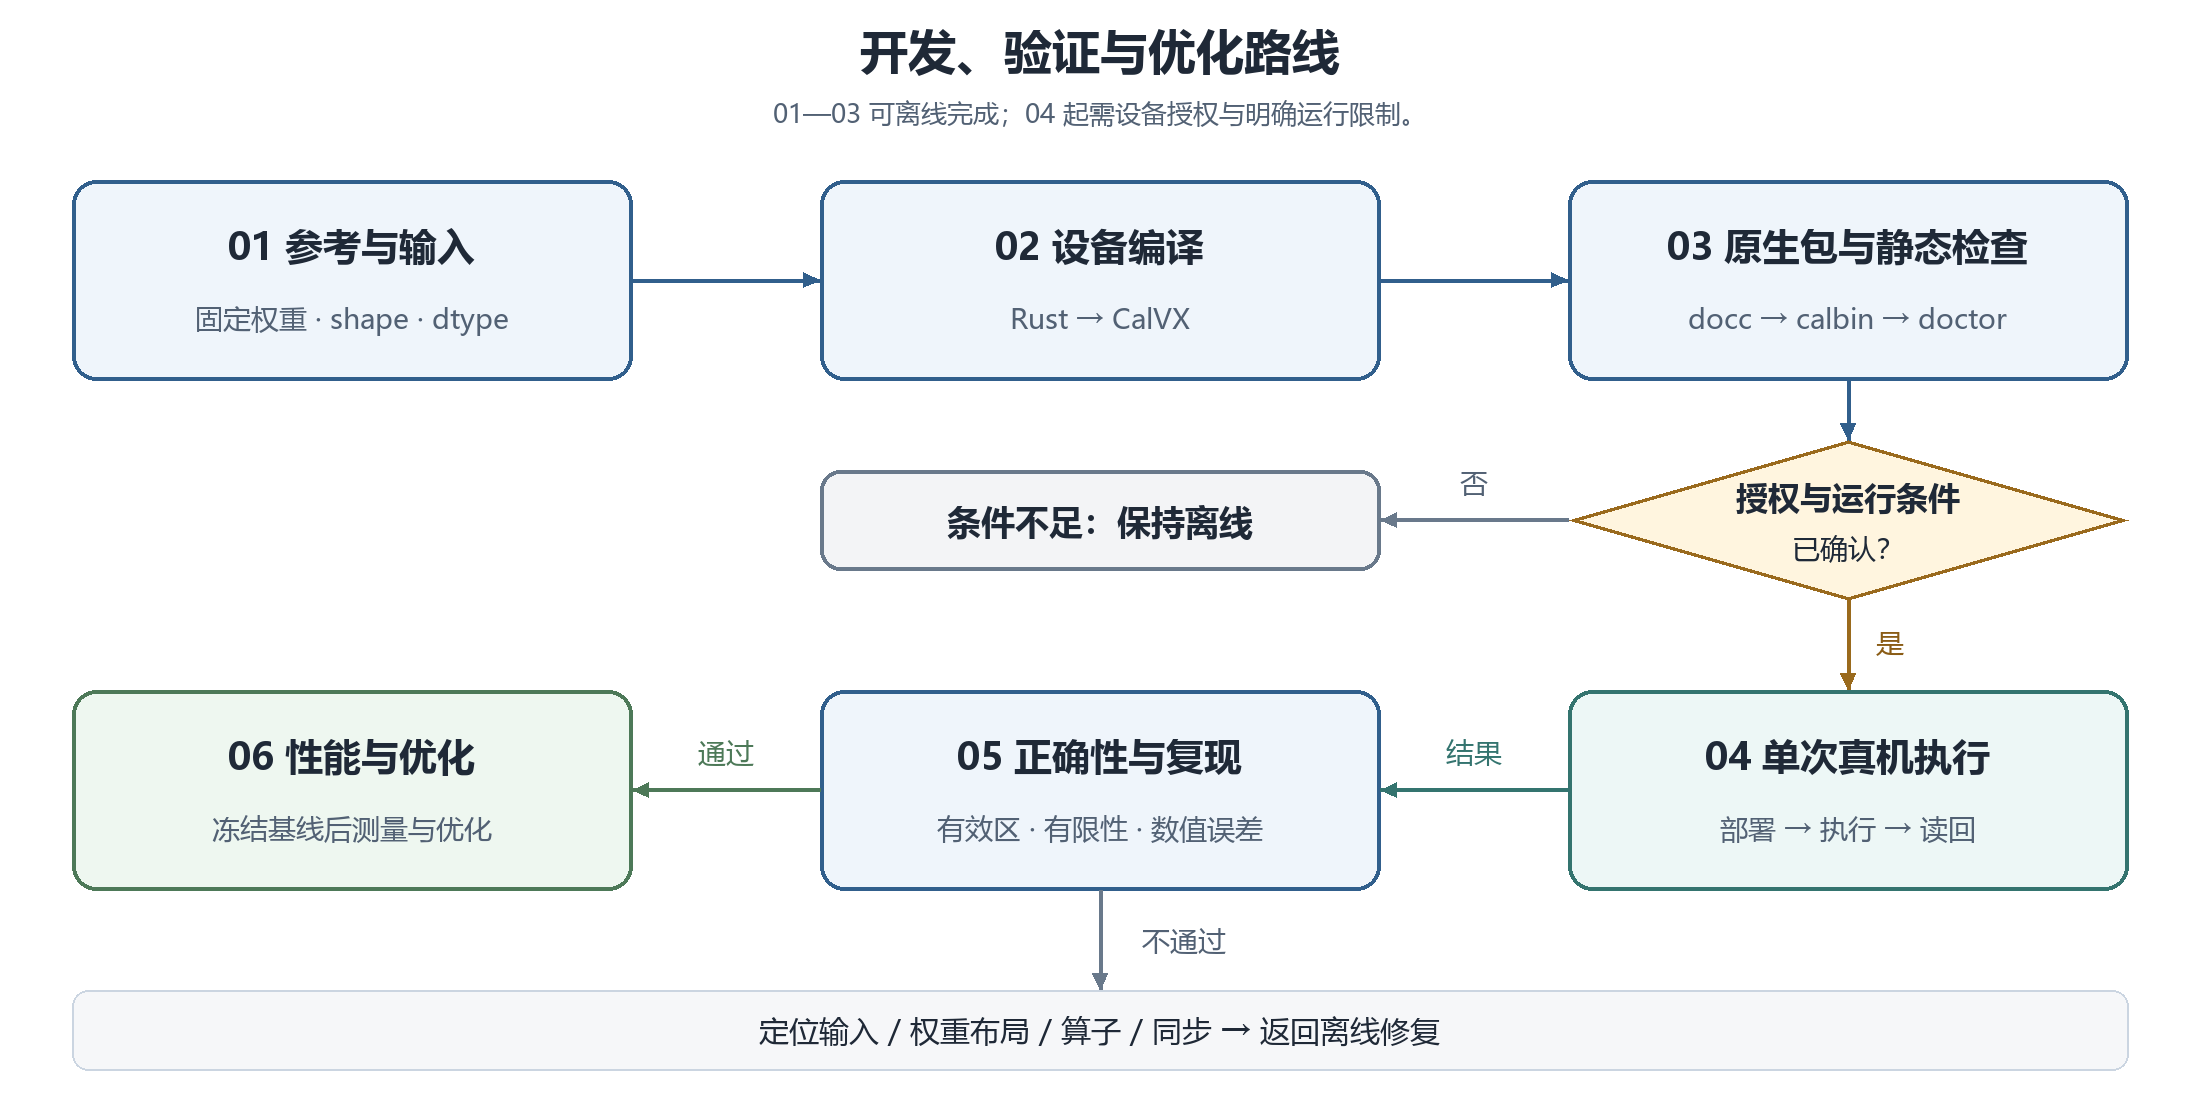 开发、验证与优化路线
01—03 可离线完成；04 起需设备授权与明确运行限制。
01 参考与输入
固定权重 · shape · dtype
02 设备编译
Rust → CalVX
03 原生包与静态检查
docc → calbin → doctor
授权与运行条件
已确认？
否
条件不足：保持离线
是
04 单次真机执行
部署 → 执行 → 读回
结果
05 正确性与复现
有效区 · 有限性 · 数值误差
通过
06 性能与优化
冻结基线后测量与优化
不通过
定位输入 / 权重布局 / 算子 / 同步 → 返回离线修复